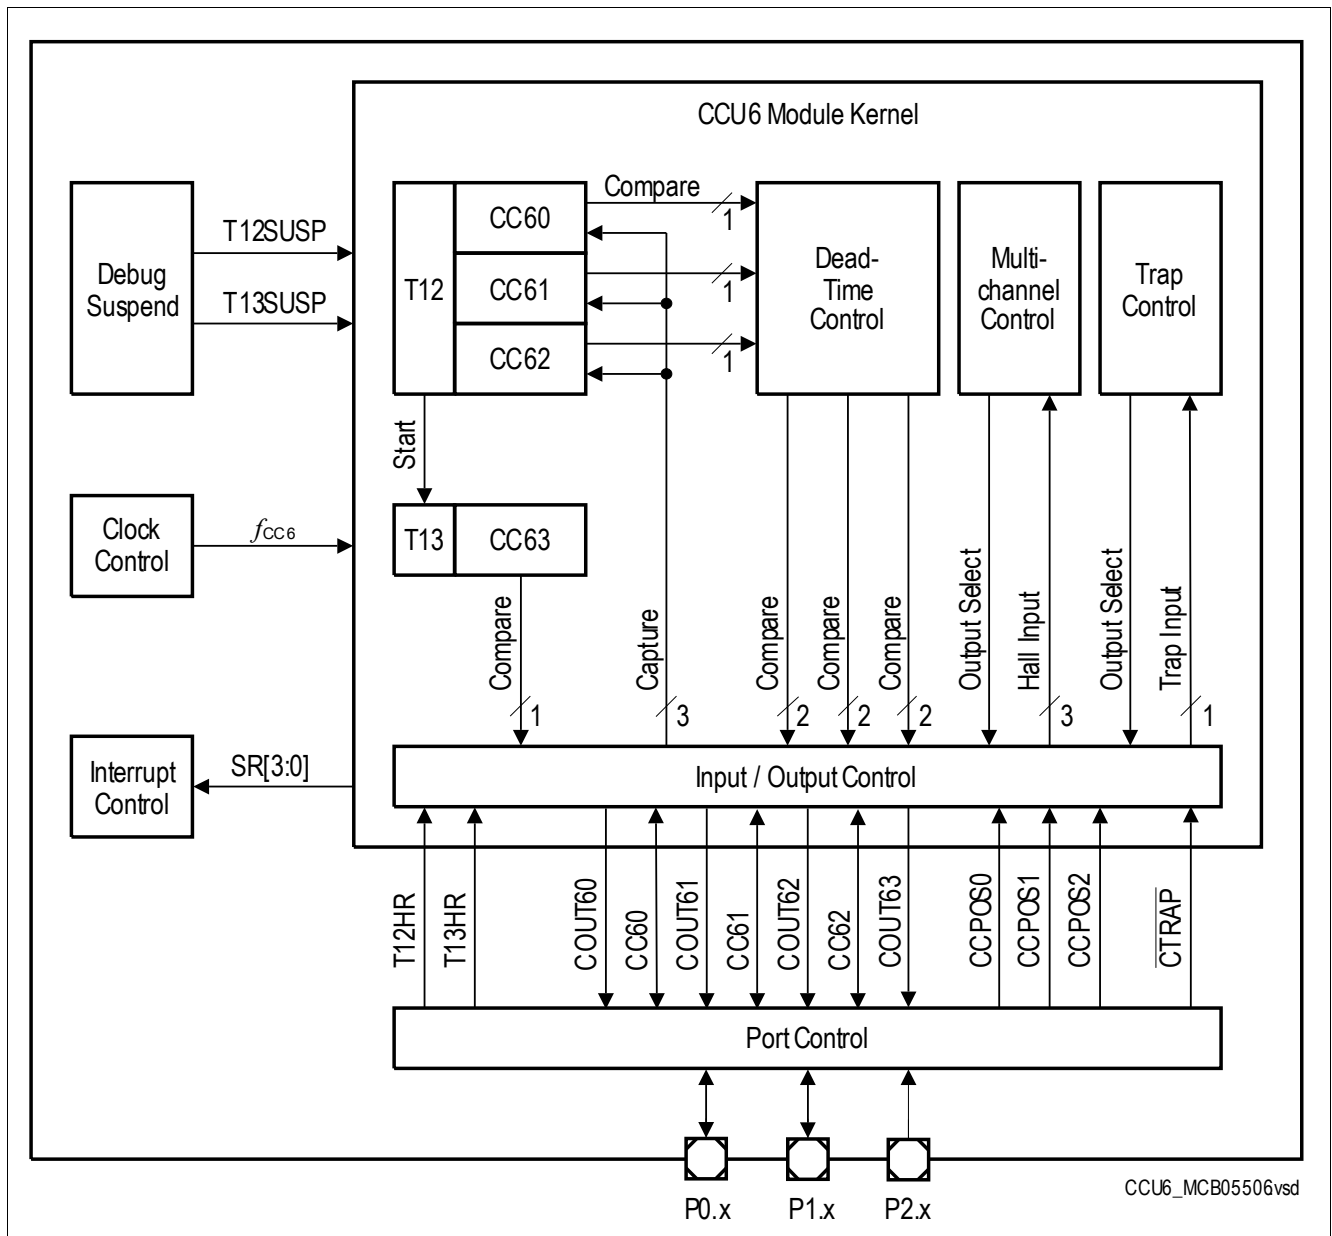 CCU6 Module Kernel
Debug
Suspend
T12SUSP
T13SUSP
T12
CC60
CC61
CC62
Compare
1
1
1
Dead-
Time
Control
Multi-
channel
Control
Trap
Control
Start
T13
CC63
Clock
Control
fCC6
Compare
1
Capture
3
Compare
2
Compare
2
Compare
2
Output Select
Hall Input
3
Output Select
Trap Input
1
Interrupt
Control
SR[3:0]
Input / Output Control
T12HR
T13HR
COUT60
CC60
COUT61
CC61
COUT62
CC62
COUT63
CCPOS0
CCPOS1
CCPOS2
CTRAP
Port Control
P0.x
P1.x
P2.x
CCU6_MCB05506.vsd